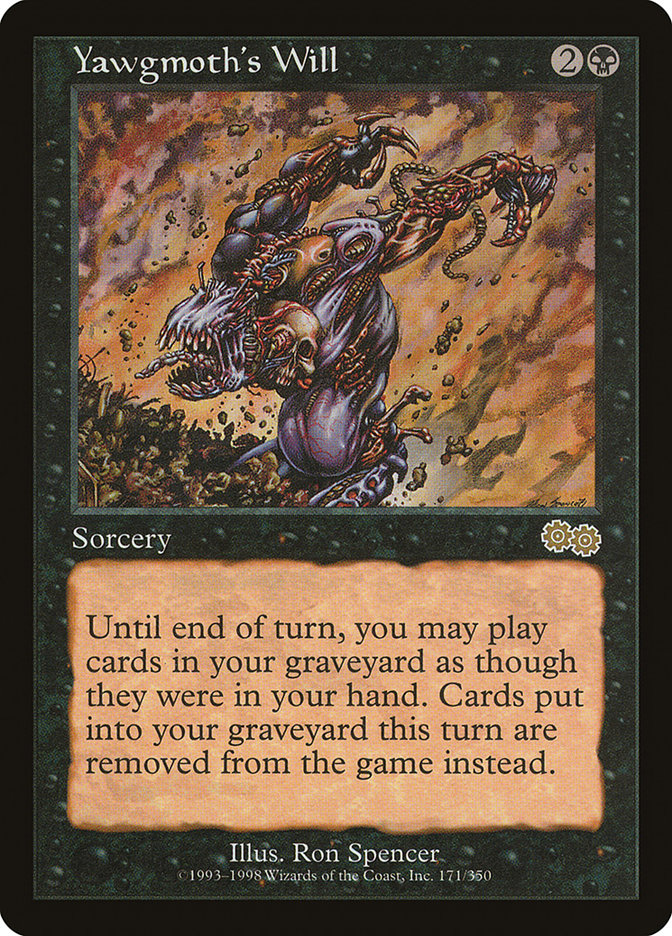 Yawgmoth's Will
2
Sorcery
Until end of turn, you may play
cards in your graveyard as though
they were in your hand. Cards put
into your graveyard this turn are
removed from the game instead.
Illus. Ron Spencer
©1993–1998 Wizards of the Coast, Inc. 171/350